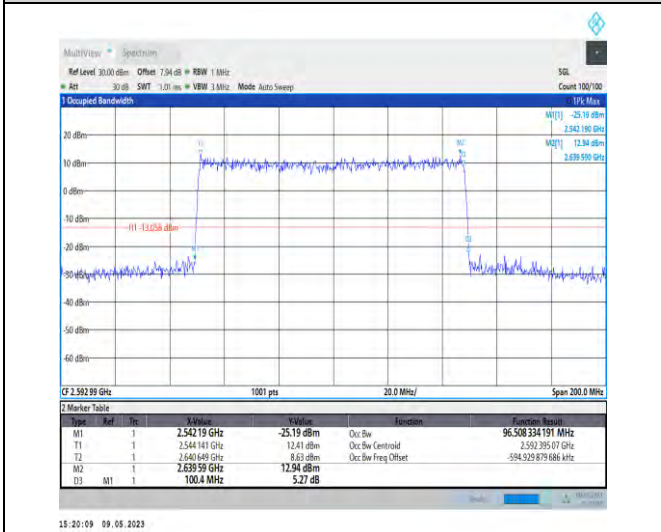 MultiView Spectrum
Ref Level 30.00 dBm Offset 7.94 dB RBW 1 MHz SGL
Att 30 dB SWT 1.01 ms VBW 3 MHz Mode Auto Sweep Count 100/100
1 Occupied Bandwidth 1Pk Max
M1[1] -25.19 dBm
2.542 190 GHz
M2[1] 12.94 dBm
2.639 590 GHz
20 dBm
10 dBm
0 dBm
-10 dBm
H1 -13.056 dBm
-20 dBm
-30 dBm
-40 dBm
-50 dBm
-60 dBm
T1
M2
CF 2.592 99 GHz 1001 pts 20.0 MHz/ Span 200.0 MHz
2 Marker Table
Type Ref Trc X-Value Y-Value Function Function Result
M1 1 2.542 19 GHz -25.19 dBm Occ Bw 96.508 334 191 MHz
T1 1 2.544 141 GHz 12.41 dBm Occ Bw Centroid 2.592 395 07 GHz
T2 1 2.640 649 GHz 8.63 dBm Occ Bw Freq Offset -594.929 879 686 kHz
M2 1 2.639 59 GHz 12.94 dBm
D3 M1 1 100.4 MHz 5.27 dB
15:20:09 09.05.2023